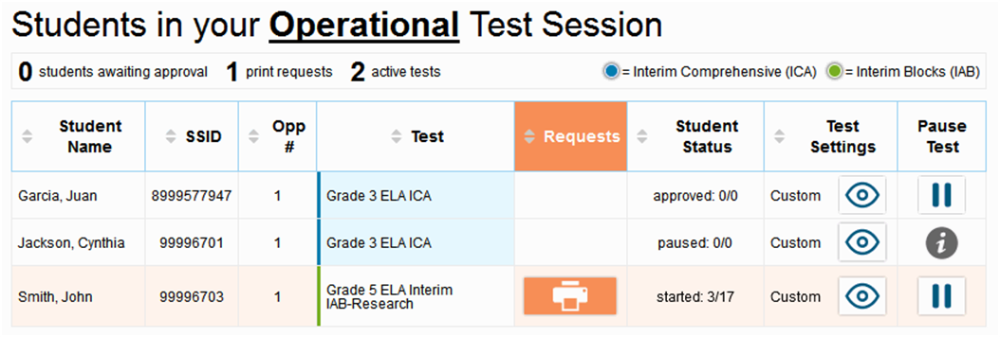 Students in your Operational Test Session
0 students awaiting approval 1 print requests 2 active tests = Interim Comprehensive (ICA) = Interim Blocks (IAB)
Student Name SSID Opp # Test Requests Student Status Test Settings Pause Test
Garcia, Juan 8999577947 1 Grade 3 ELA ICA approved: 0/0 Custom
Jackson, Cynthia 99996701 1 Grade 3 ELA ICA paused: 0/0 Custom i
Smith, John 99996703 1 Grade 5 ELA Interim IAB-Research started: 3/17 Custom